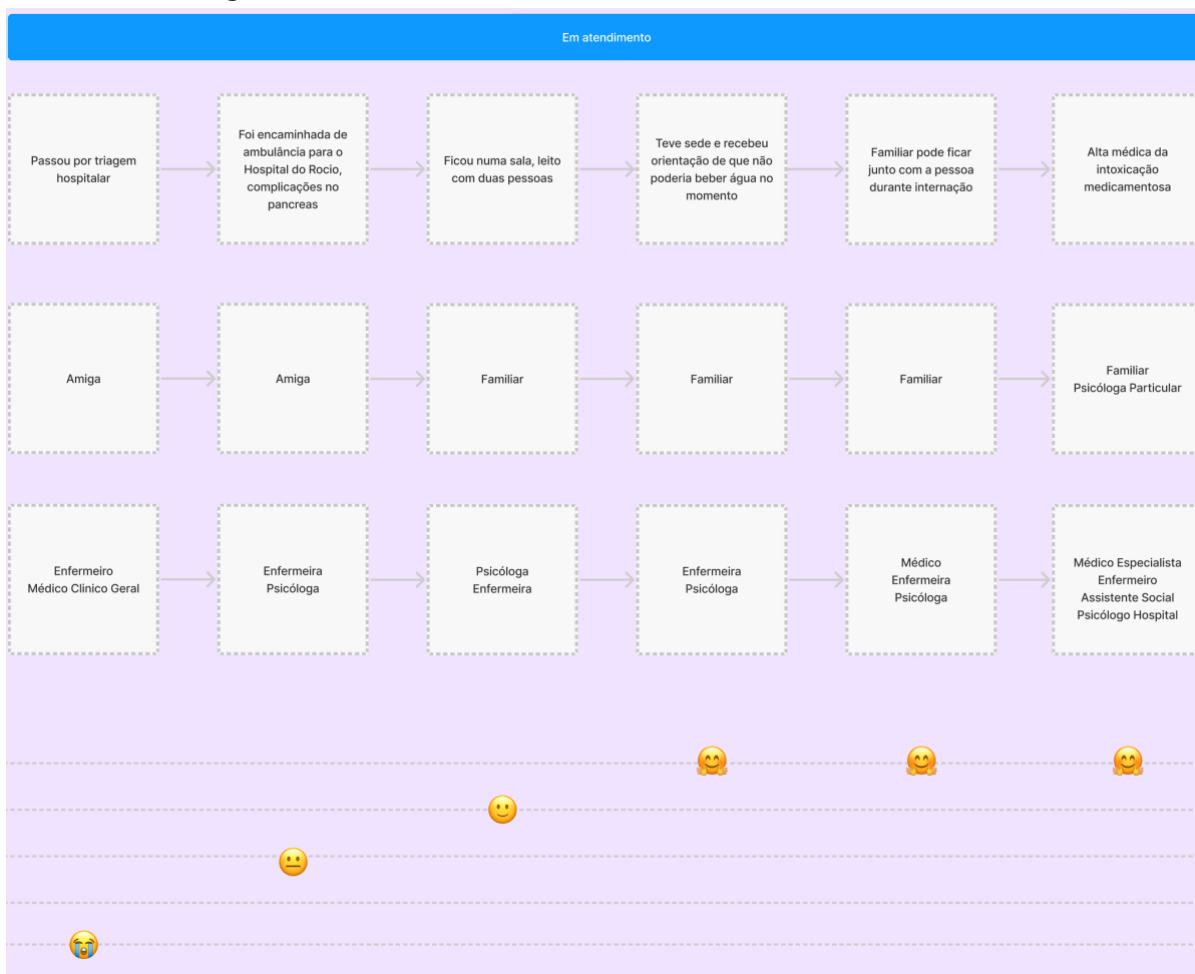 Em atendimento
Passou por triagem
hospitalar
Foi encaminhada de
ambulância para o
Hospital do Rocio,
complicações no
pancreas
Ficou numa sala, leito
com duas pessoas
Teve sede e recebeu
orientação de que não
poderia beber água no
momento
Familiar pode ficar
junto com a pessoa
durante internação
Alta médica da
intoxicação
medicamentosa
Amiga
Amiga
Familiar
Familiar
Familiar
Familiar
Psicóloga Particular
Enfermeiro
Médico Clinico Geral
Enfermeira
Psicóloga
Psicóloga
Enfermeira
Enfermeira
Psicóloga
Médico
Enfermeira
Psicóloga
Médico Especialista
Enfermeiro
Assistente Social
Psicólogo Hospital